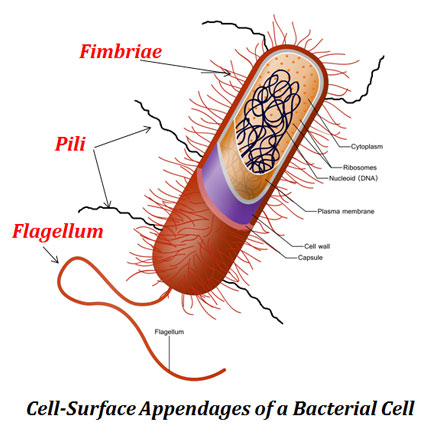 Fimbriae
Pili
Cytoplasm
Ribosomes
Nucleoid (DNA)
Plasma membrane
Flagellum
Cell wall
Capsule
Flagellum
Cell-Surface Appendages of a Bacterial Cell